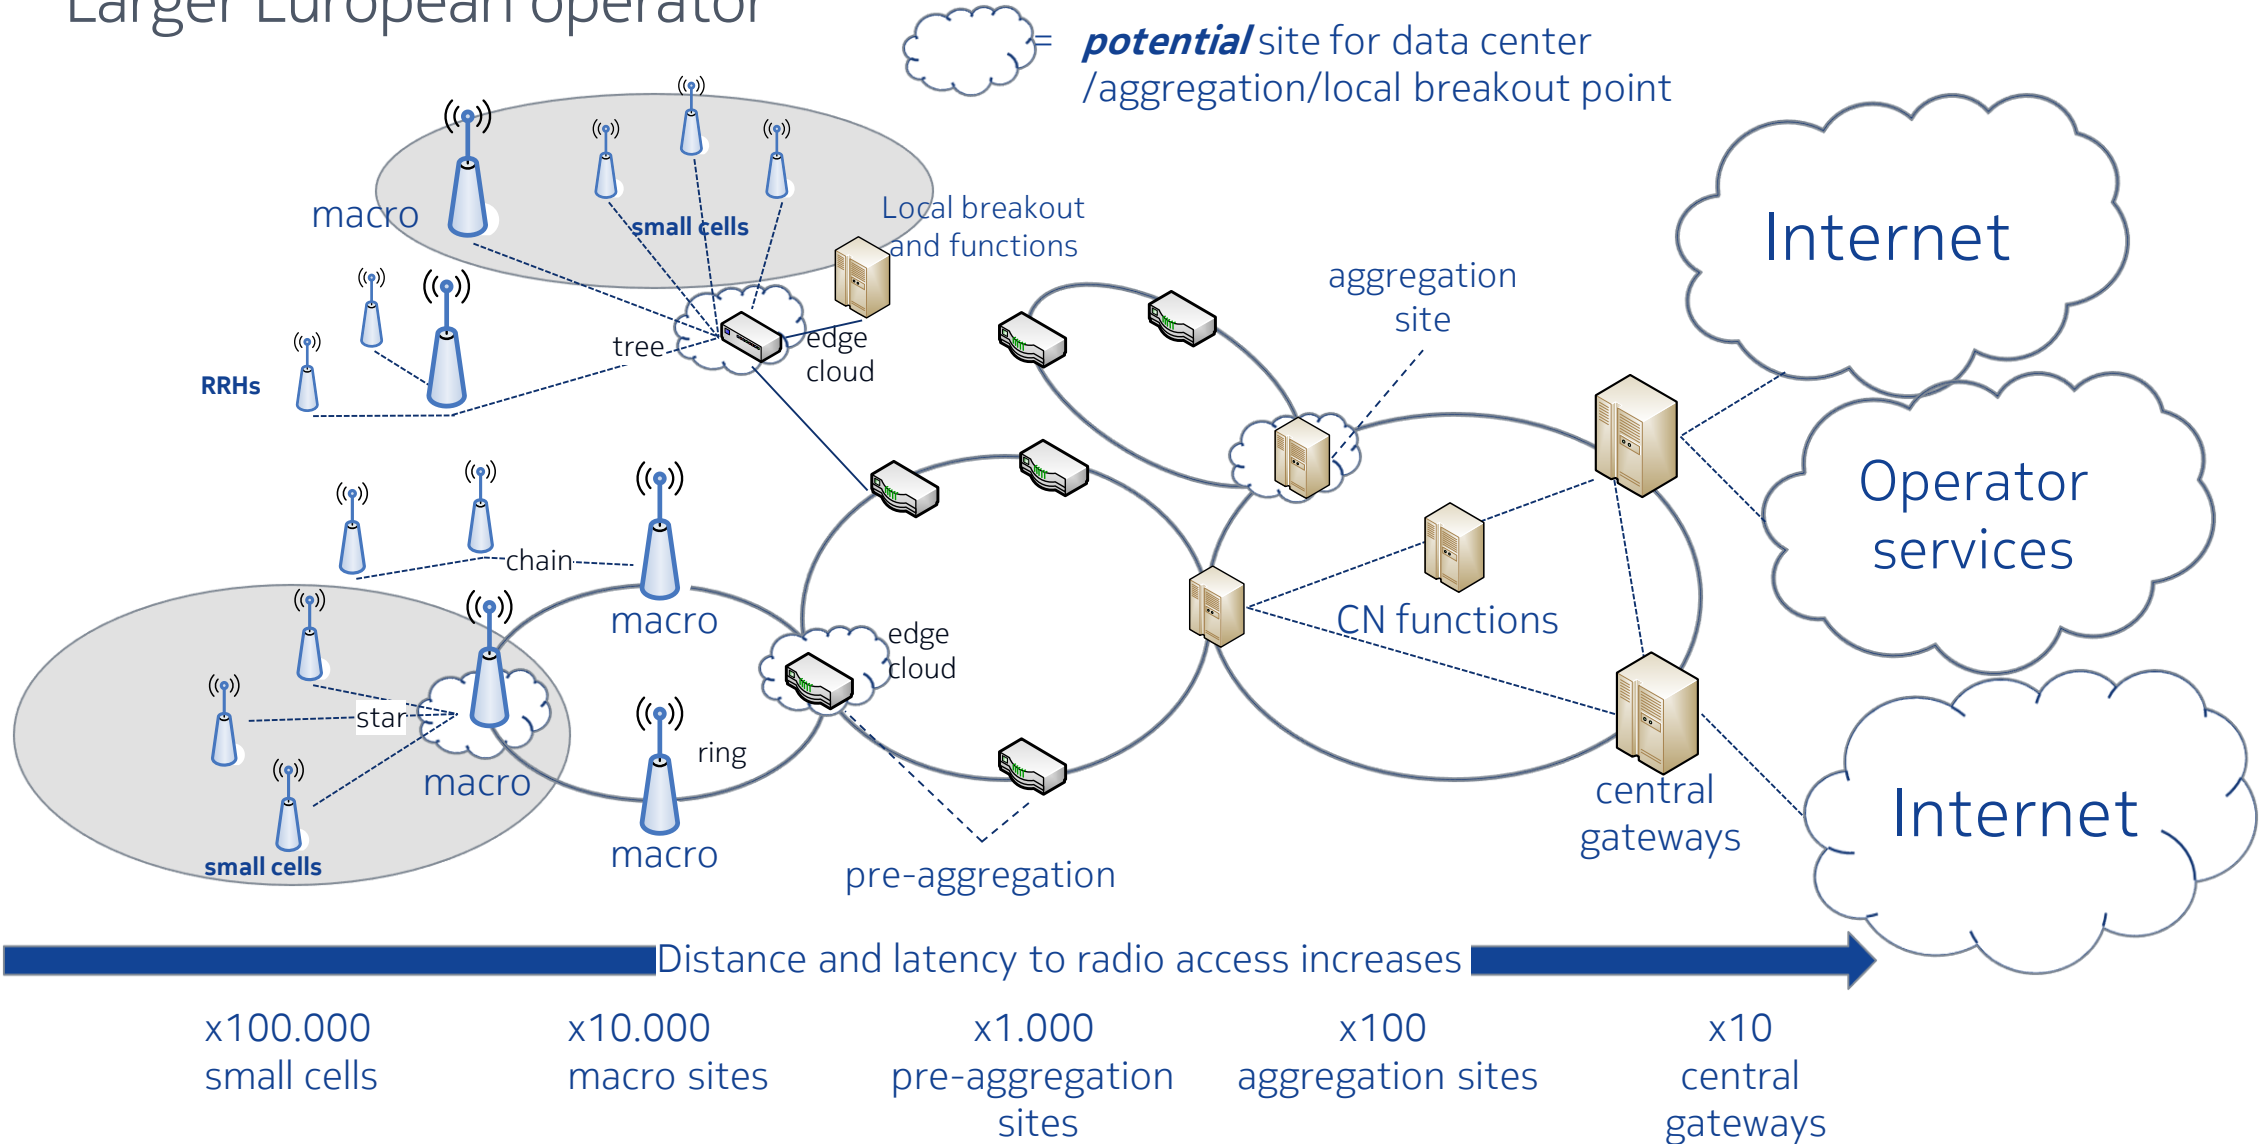 Larger European operator
= potential site for data center
/aggregation/local breakout point
macro
small cells
Local breakout
and functions
Internet
aggregation
site
tree
edge
cloud
RRHs
Operator
services
chain
macro
CN functions
edge
cloud
star
ring
macro
Internet
central
gateways
macro
small cells
pre-aggregation
Distance and latency to radio access increases
x100.000
small cells
x10.000
macro sites
x1.000
pre-aggregation
sites
x100
aggregation sites
x10
central
gateways